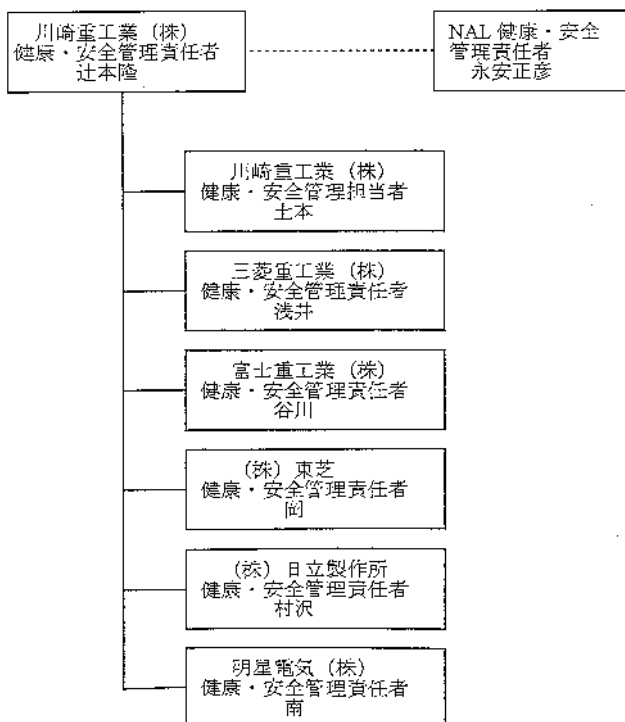 川崎重工業（株）
健康・安全管理責任者
辻本隆
NAL 健康・安全
管理責任者
永安正彦
川崎重工業（株）
健康・安全管理担当者
土本
三菱重工業（株）
健康・安全管理責任者
浅井
富士重工業（株）
健康・安全管理責任者
谷川
（株）東芝
健康・安全管理責任者
岡
（株）日立製作所
健康・安全管理責任者
村沢
明星電気（株）
健康・安全管理責任者
南